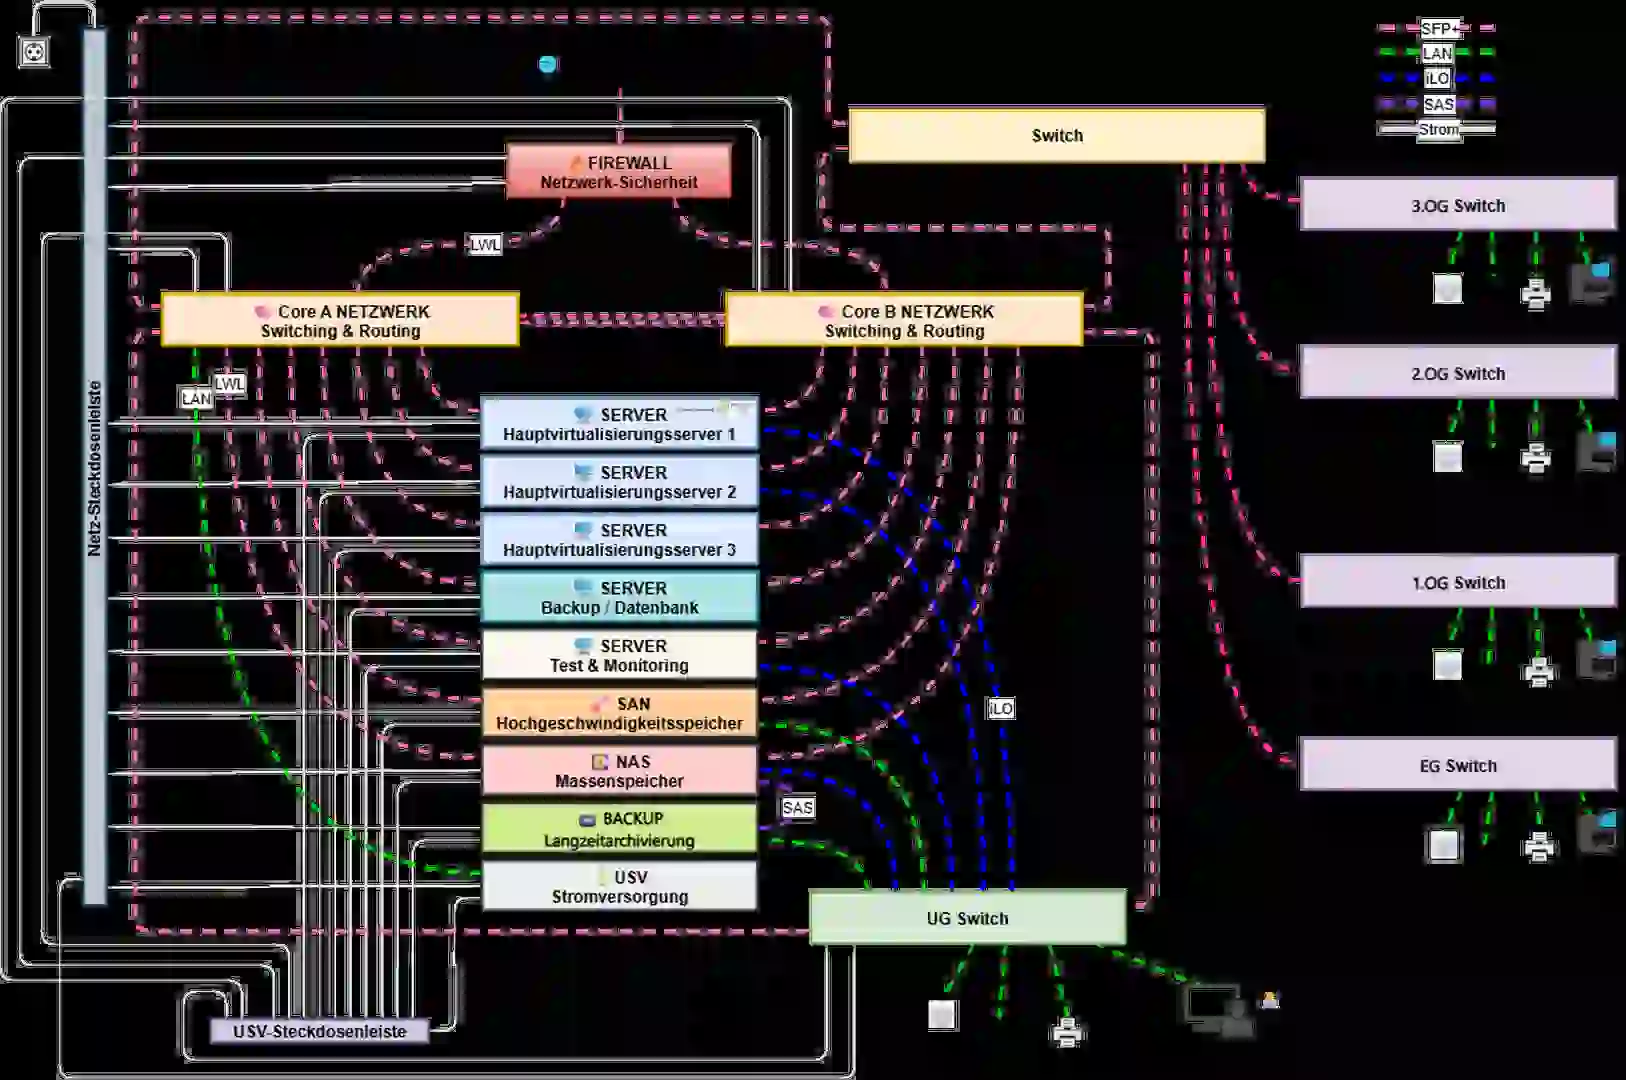 SFP+
LAN
iLO
SAS
Strom
Switch
FIREWALL
Netzwerk-Sicherheit
3.OG Switch
LWL
Core A NETZWERK
Switching & Routing
Core B NETZWERK
Switching & Routing
2.OG Switch
LWL
LAN
Netz-Steckdosenleiste
SERVER
Hauptvirtualisierungsserver 1
SERVER
Hauptvirtualisierungsserver 2
SERVER
Hauptvirtualisierungsserver 3
1.OG Switch
SERVER
Backup / Datenbank
SERVER
Test & Monitoring
SAN
Hochgeschwindigkeitsspeicher
iLO
NAS
Massenspeicher
EG Switch
SAS
BACKUP
Langzeitarchivierung
USV
Stromversorgung
UG Switch
USV-Steckdosenleiste